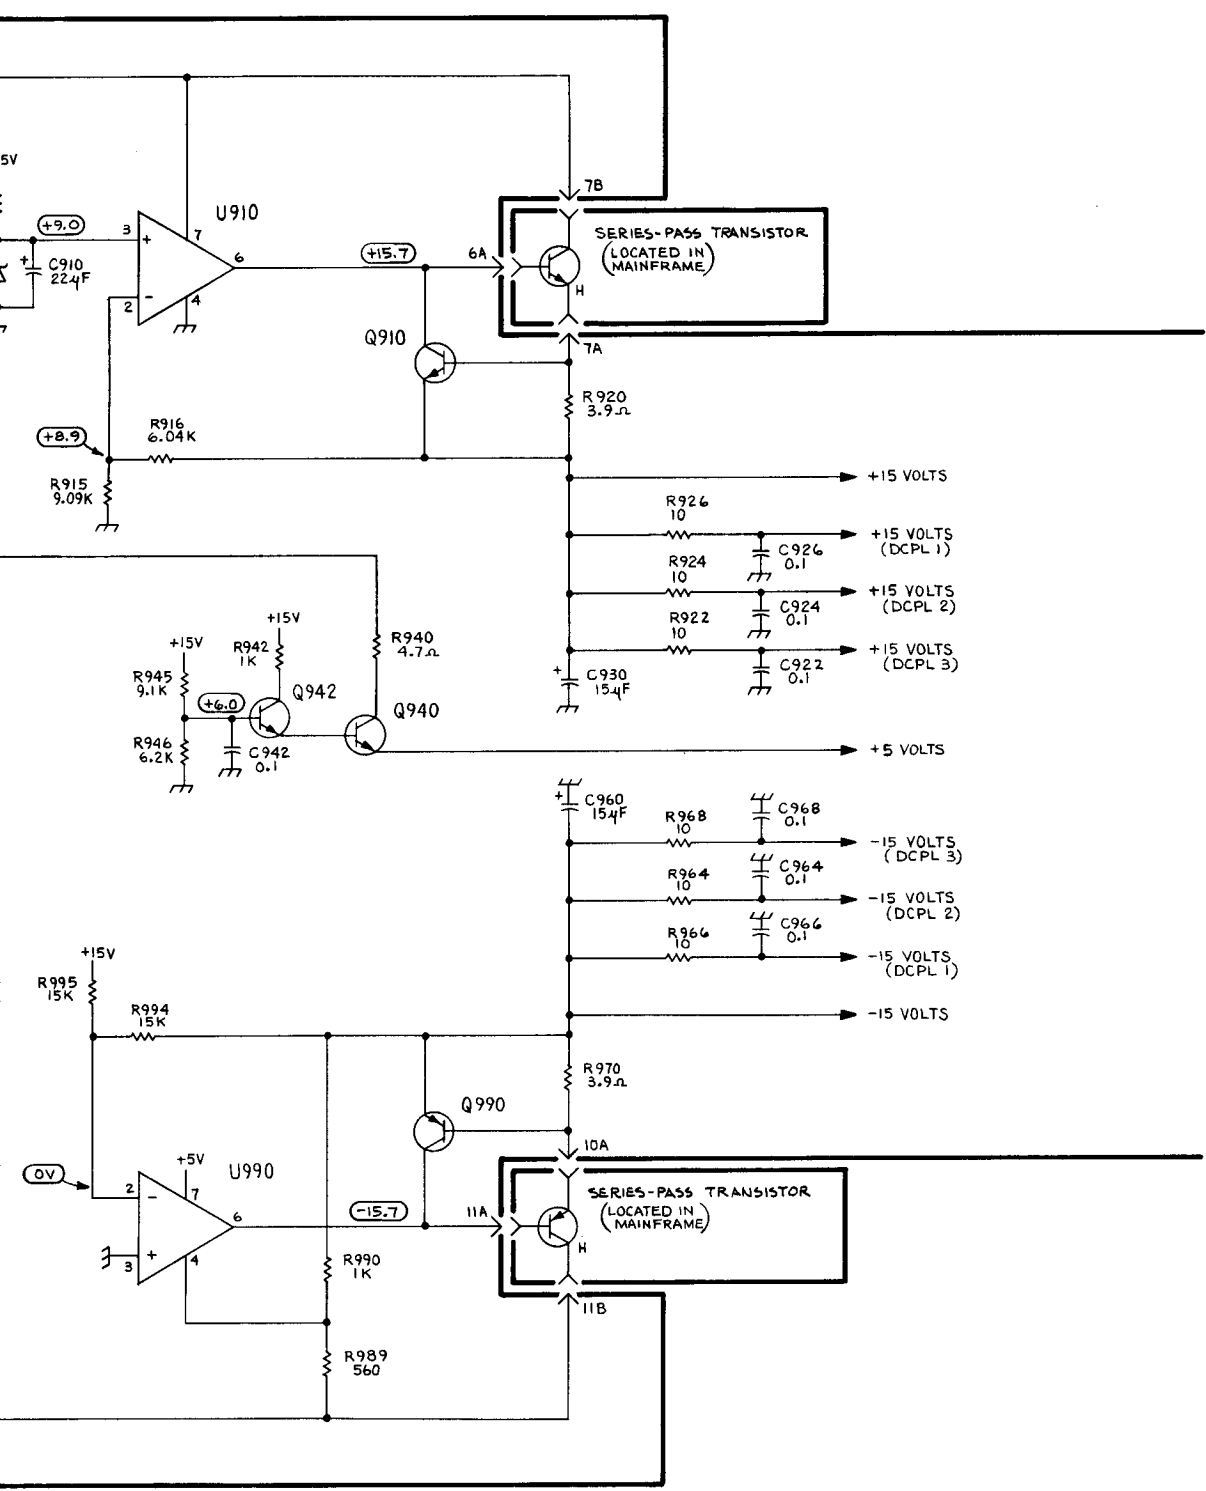 7B
5V
U910
+9.0
3
+
7
6
+
C910
22µF
-
2
4
+15.7
6A
SERIES-PASS TRANSISTOR
(LOCATED IN
MAINFRAME)
H
Q910
7A
R920
3.9Ω
+8.9
R916
6.04K
R915
9.09K
+15 VOLTS
R926
10
+15 VOLTS
(DCPL 1)
C926
0.1
R924
10
+15 VOLTS
(DCPL 2)
C924
0.1
R922
10
+15 VOLTS
(DCPL 3)
C922
0.1
+
C930
15µF
+15V
+15V
R942
1K
R940
4.7Ω
R945
9.1K
+6.0
Q942
Q940
R946
6.2K
C942
0.1
+5 VOLTS
+
C960
15µF
R968
10
C968
0.1
-15 VOLTS
(DCPL 3)
R964
10
C964
0.1
-15 VOLTS
(DCPL 2)
R966
10
C966
0.1
-15 VOLTS
(DCPL 1)
-15 VOLTS
+15V
R995
15K
R994
15K
R970
3.9Ω
Q990
10A
0V
+5V
U990
2
-
7
6
-15.7
11A
SERIES-PASS TRANSISTOR
(LOCATED IN
MAINFRAME)
H
+
3
4
R990
1K
11B
R989
560